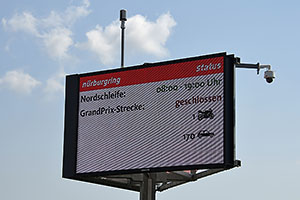 nürburgring Status
Nordschleife: 08:00 - 19:00 Uhr
GrandPrix-Strecke: geschlossen
1
170